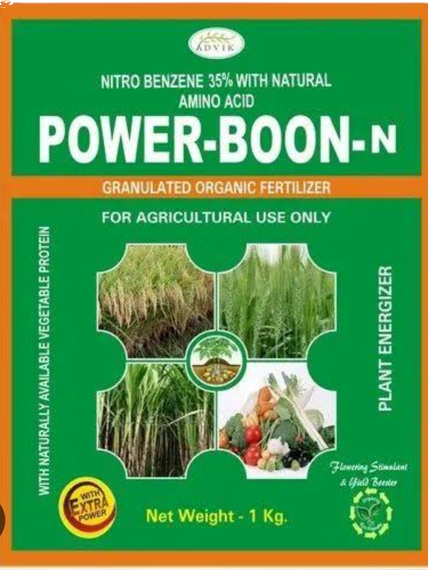 ADVIK
NITRO BENZENE 35% WITH NATURAL
AMINO ACID
POWER-BOON-N
GRANULATED ORGANIC FERTILIZER
FOR AGRICULTURAL USE ONLY
WITH NATURALLY AVAILABLE VEGETABLE PROTEIN
PLANT ENERGIZER
Flowering Stimulant
& Yield Booster
WITH
EXTRA
POWER
Net Weight - 1 Kg.
Organic